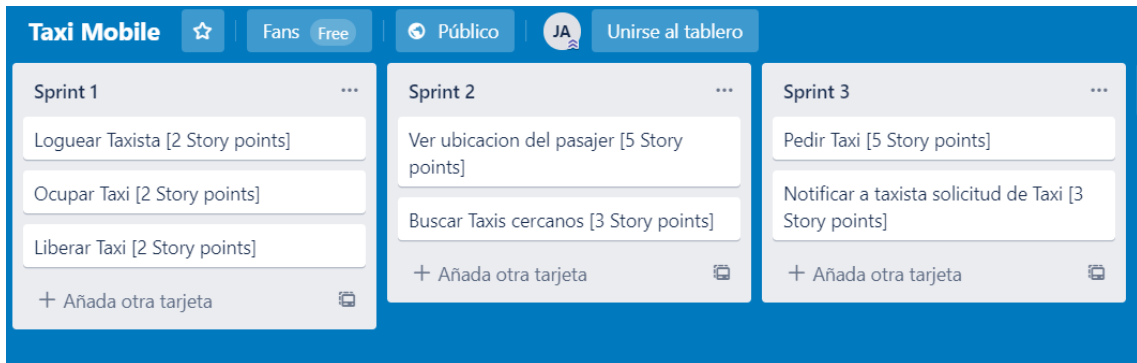 Taxi Mobile
Fans Free
Público
JA
Unirse al tablero
Sprint 1
Loguear Taxista [2 Story points]
Ocupar Taxi [2 Story points]
Liberar Taxi [2 Story points]
+ Añada otra tarjeta
Sprint 2
Ver ubicacion del pasajer [5 Story
points]
Buscar Taxis cercanos [3 Story points]
+ Añada otra tarjeta
Sprint 3
Pedir Taxi [5 Story points]
Notificar a taxista solicitud de Taxi [3
Story points]
+ Añada otra tarjeta